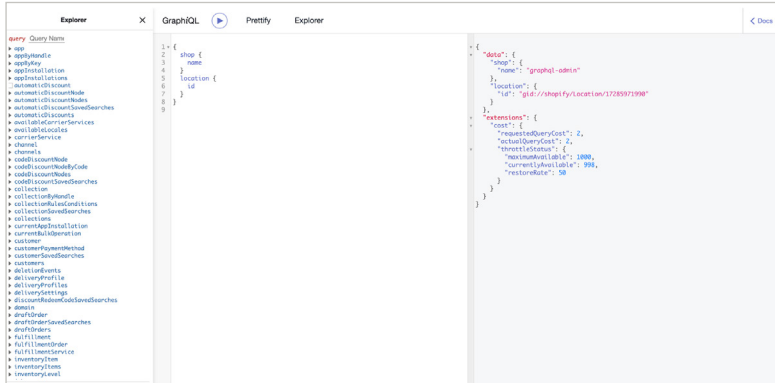 Explorer
GraphiQL
Prettify
Explorer
Docs
query Query Name
app
appByHandle
appByKey
appInstallation
appInstallations
automaticDiscount
automaticDiscountNode
automaticDiscountNodes
automaticDiscountSavedSearches
automaticDiscounts
availableCarrierServices
availableLocales
carrierService
channel
channels
codeDiscountNode
codeDiscountNodeByCode
codeDiscountNodes
codeDiscountSavedSearches
collection
collectionByHandle
collectionRulesConditions
collectionSavedSearches
collections
currentAppInstallation
currentBulkOperation
customer
customerPaymentMethod
customerSavedSearches
customers
deletionEvents
deliveryProfile
deliveryProfiles
deliverySettings
discountRedeemCodeSavedSearches
domain
draftOrder
draftOrderSavedSearches
draftOrders
fulfillment
fulfillmentOrder
fulfillmentService
inventoryItem
inventoryItems
inventoryLevel
1 {
2 shop {
3 name
4 }
5 location {
6 id
7 }
8 }
9
{
"data": {
"shop": {
"name": "graphql-admin"
},
"location": {
"id": "gid://shopify/Location/17285971990"
}
},
"extensions": {
"cost": {
"requestedQueryCost": 2,
"actualQueryCost": 2,
"throttleStatus": {
"maximumAvailable": 1000,
"currentlyAvailable": 998,
"restoreRate": 50
}
}
}
}